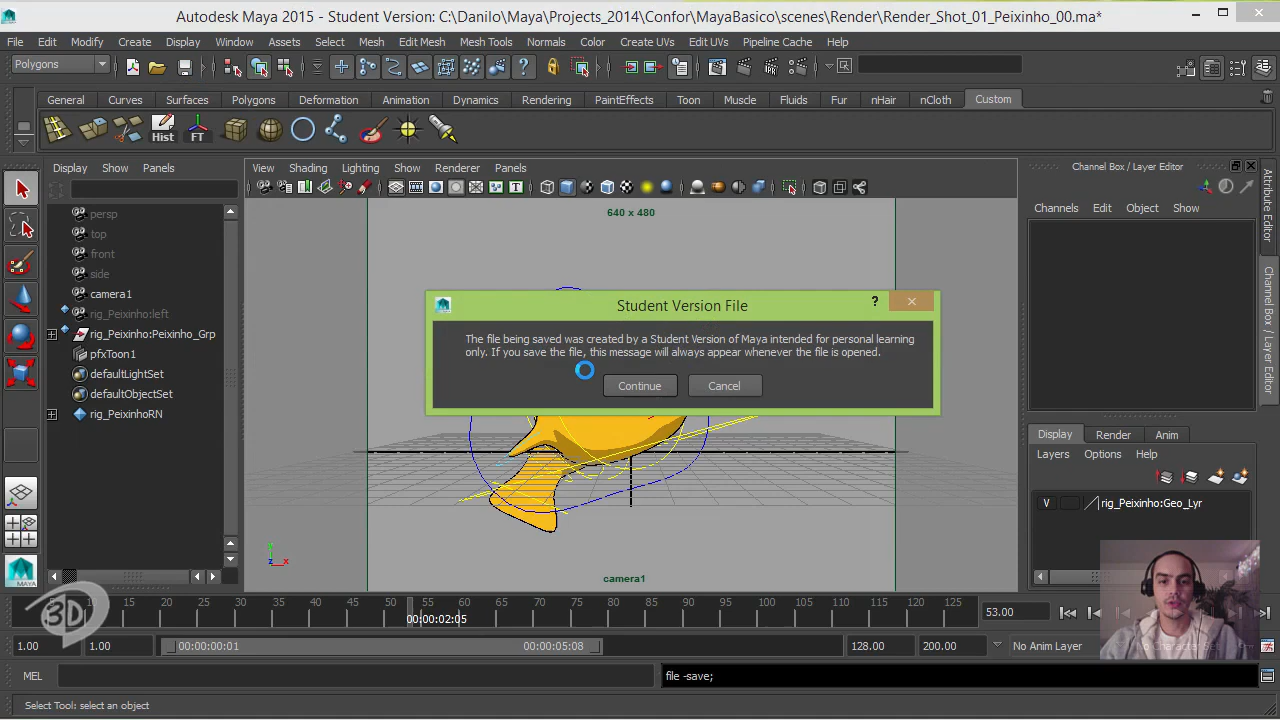 Autodesk Maya 2015 - Student Version: C:\Danilo\Maya\Projects_2014\Confor\MayaBasico\scenes\Render\Render_Shot_01_Peixinho_00.ma*
File Edit Modify Create Display Window Assets Select Mesh Edit Mesh Mesh Tools Normals Color Create UVs Edit UVs Pipeline Cache Help
Polygons
General Curves Surfaces Polygons Deformation Animation Dynamics Rendering PaintEffects Toon Muscle Fluids Fur nHair nCloth Custom
Hist FT
Display Show Panels
View Shading Lighting Show Renderer Panels
Channel Box / Layer Editor
Channels Edit Object Show
Attribute Editor
Channel Box / Layer Editor
persp
top
front
side
camera1
rig_Peixinho:left
rig_Peixinho:Peixinho_Grp
pfxToon1
defaultLightSet
defaultObjectSet
rig_PeixinhoRN
640 x 480
Student Version File
?
The file being saved was created by a Student Version of Maya intended for personal learning
only. If you save the file, this message will always appear whenever the file is opened.
Continue Cancel
camera1
Display Render Anim
Layers Options Help
V rig_Peixinho:Geo_Lyr
MAYA
3D
10 15 20 25 30 35 40 45 50 55 60 65 70 75 80 85 90 95 100 105 110 115 120 125
00:00:02:05
53.00
1.00 1.00 00:00:00:01 00:00:05:08 128.00 200.00 No Anim Layer
MEL file -save;
Select Tool: select an object